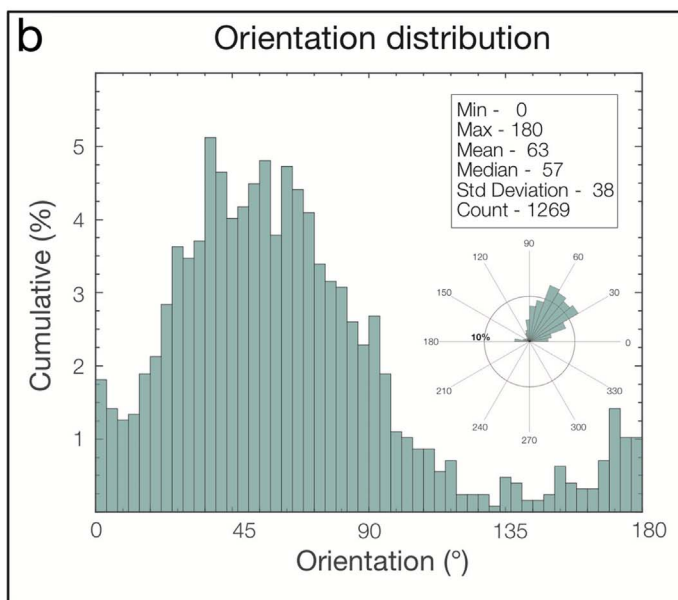 b
Orientation distribution
Cumulative (%)
5
4
3
2
1
0
45
90
135
180
Orientation (°)
Min - 0
Max - 180
Mean - 63
Median - 57
Std Deviation - 38
Count - 1269
90
120
60
150
30
180
10%
0
210
330
240
300
270